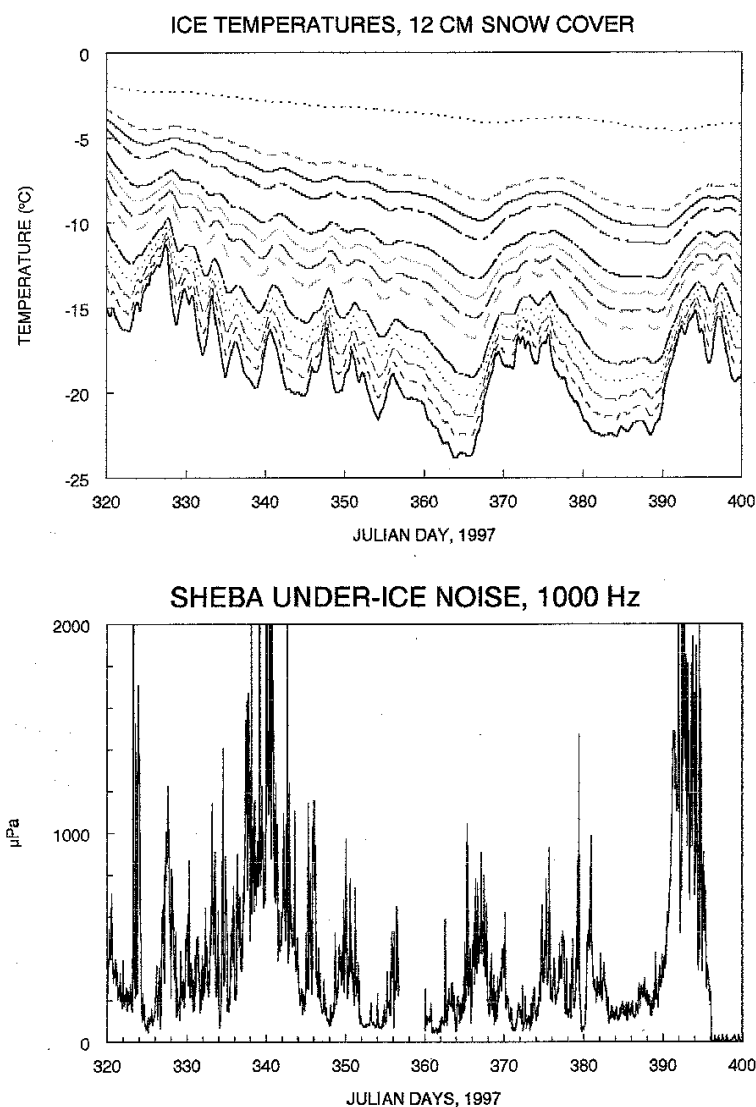 ICE TEMPERATURES, 12 CM SNOW COVER
0
-5
-10
-15
-20
-25
TEMPERATURE (°C)
320 330 340 350 360 370 380 390 400
JULIAN DAY, 1997
SHEBA UNDER-ICE NOISE, 1000 Hz
2000
1000
0
µPa
320 330 340 350 360 370 380 390 400
JULIAN DAYS, 1997